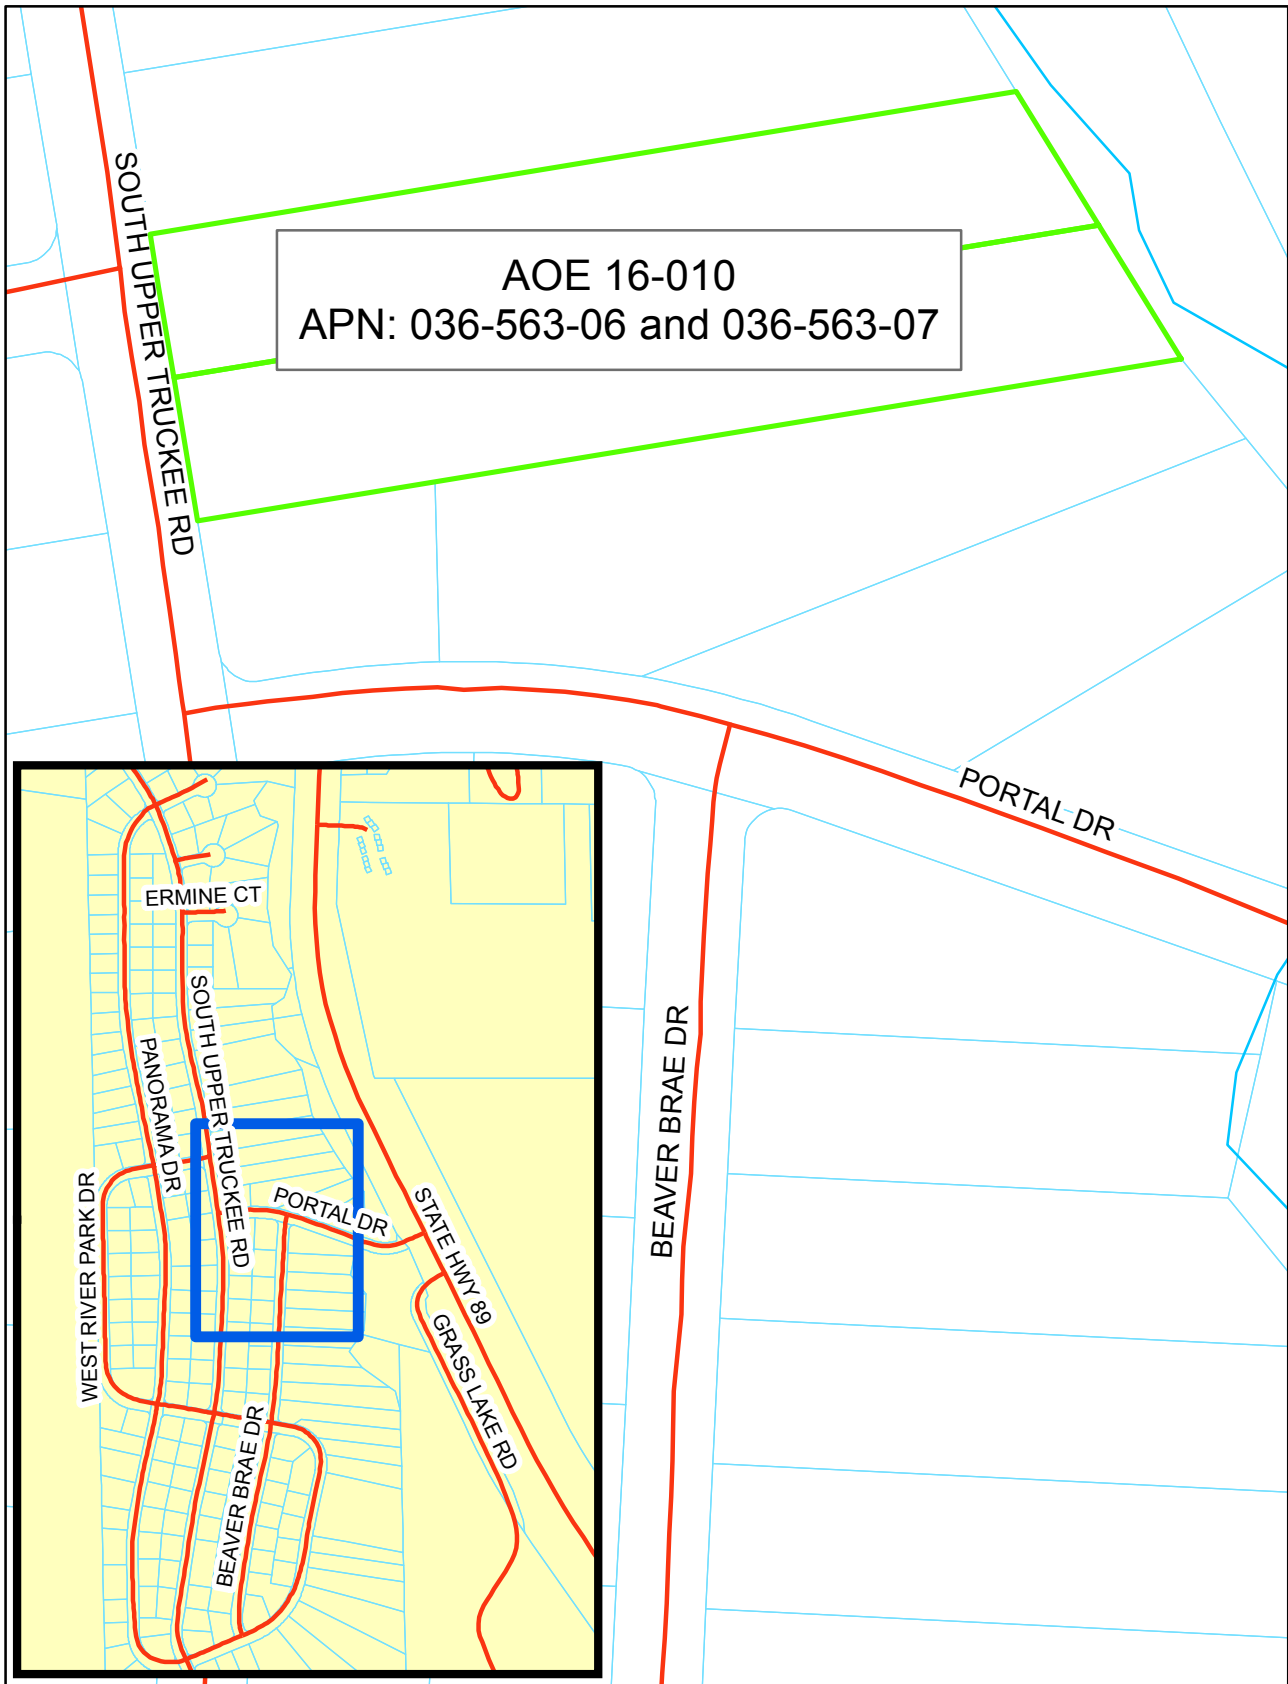 SOUTH UPPER TRUCKEE RD
AOE 16-010
APN: 036-563-06 and 036-563-07
PORTAL DR
BEAVER BRAE DR
ERMINE CT
SOUTH UPPER TRUCKEE RD
PANORAMA DR
WEST RIVER PARK DR
PORTAL DR
STATE HWY 89
GRASS LAKE RD
BEAVER BRAE DR